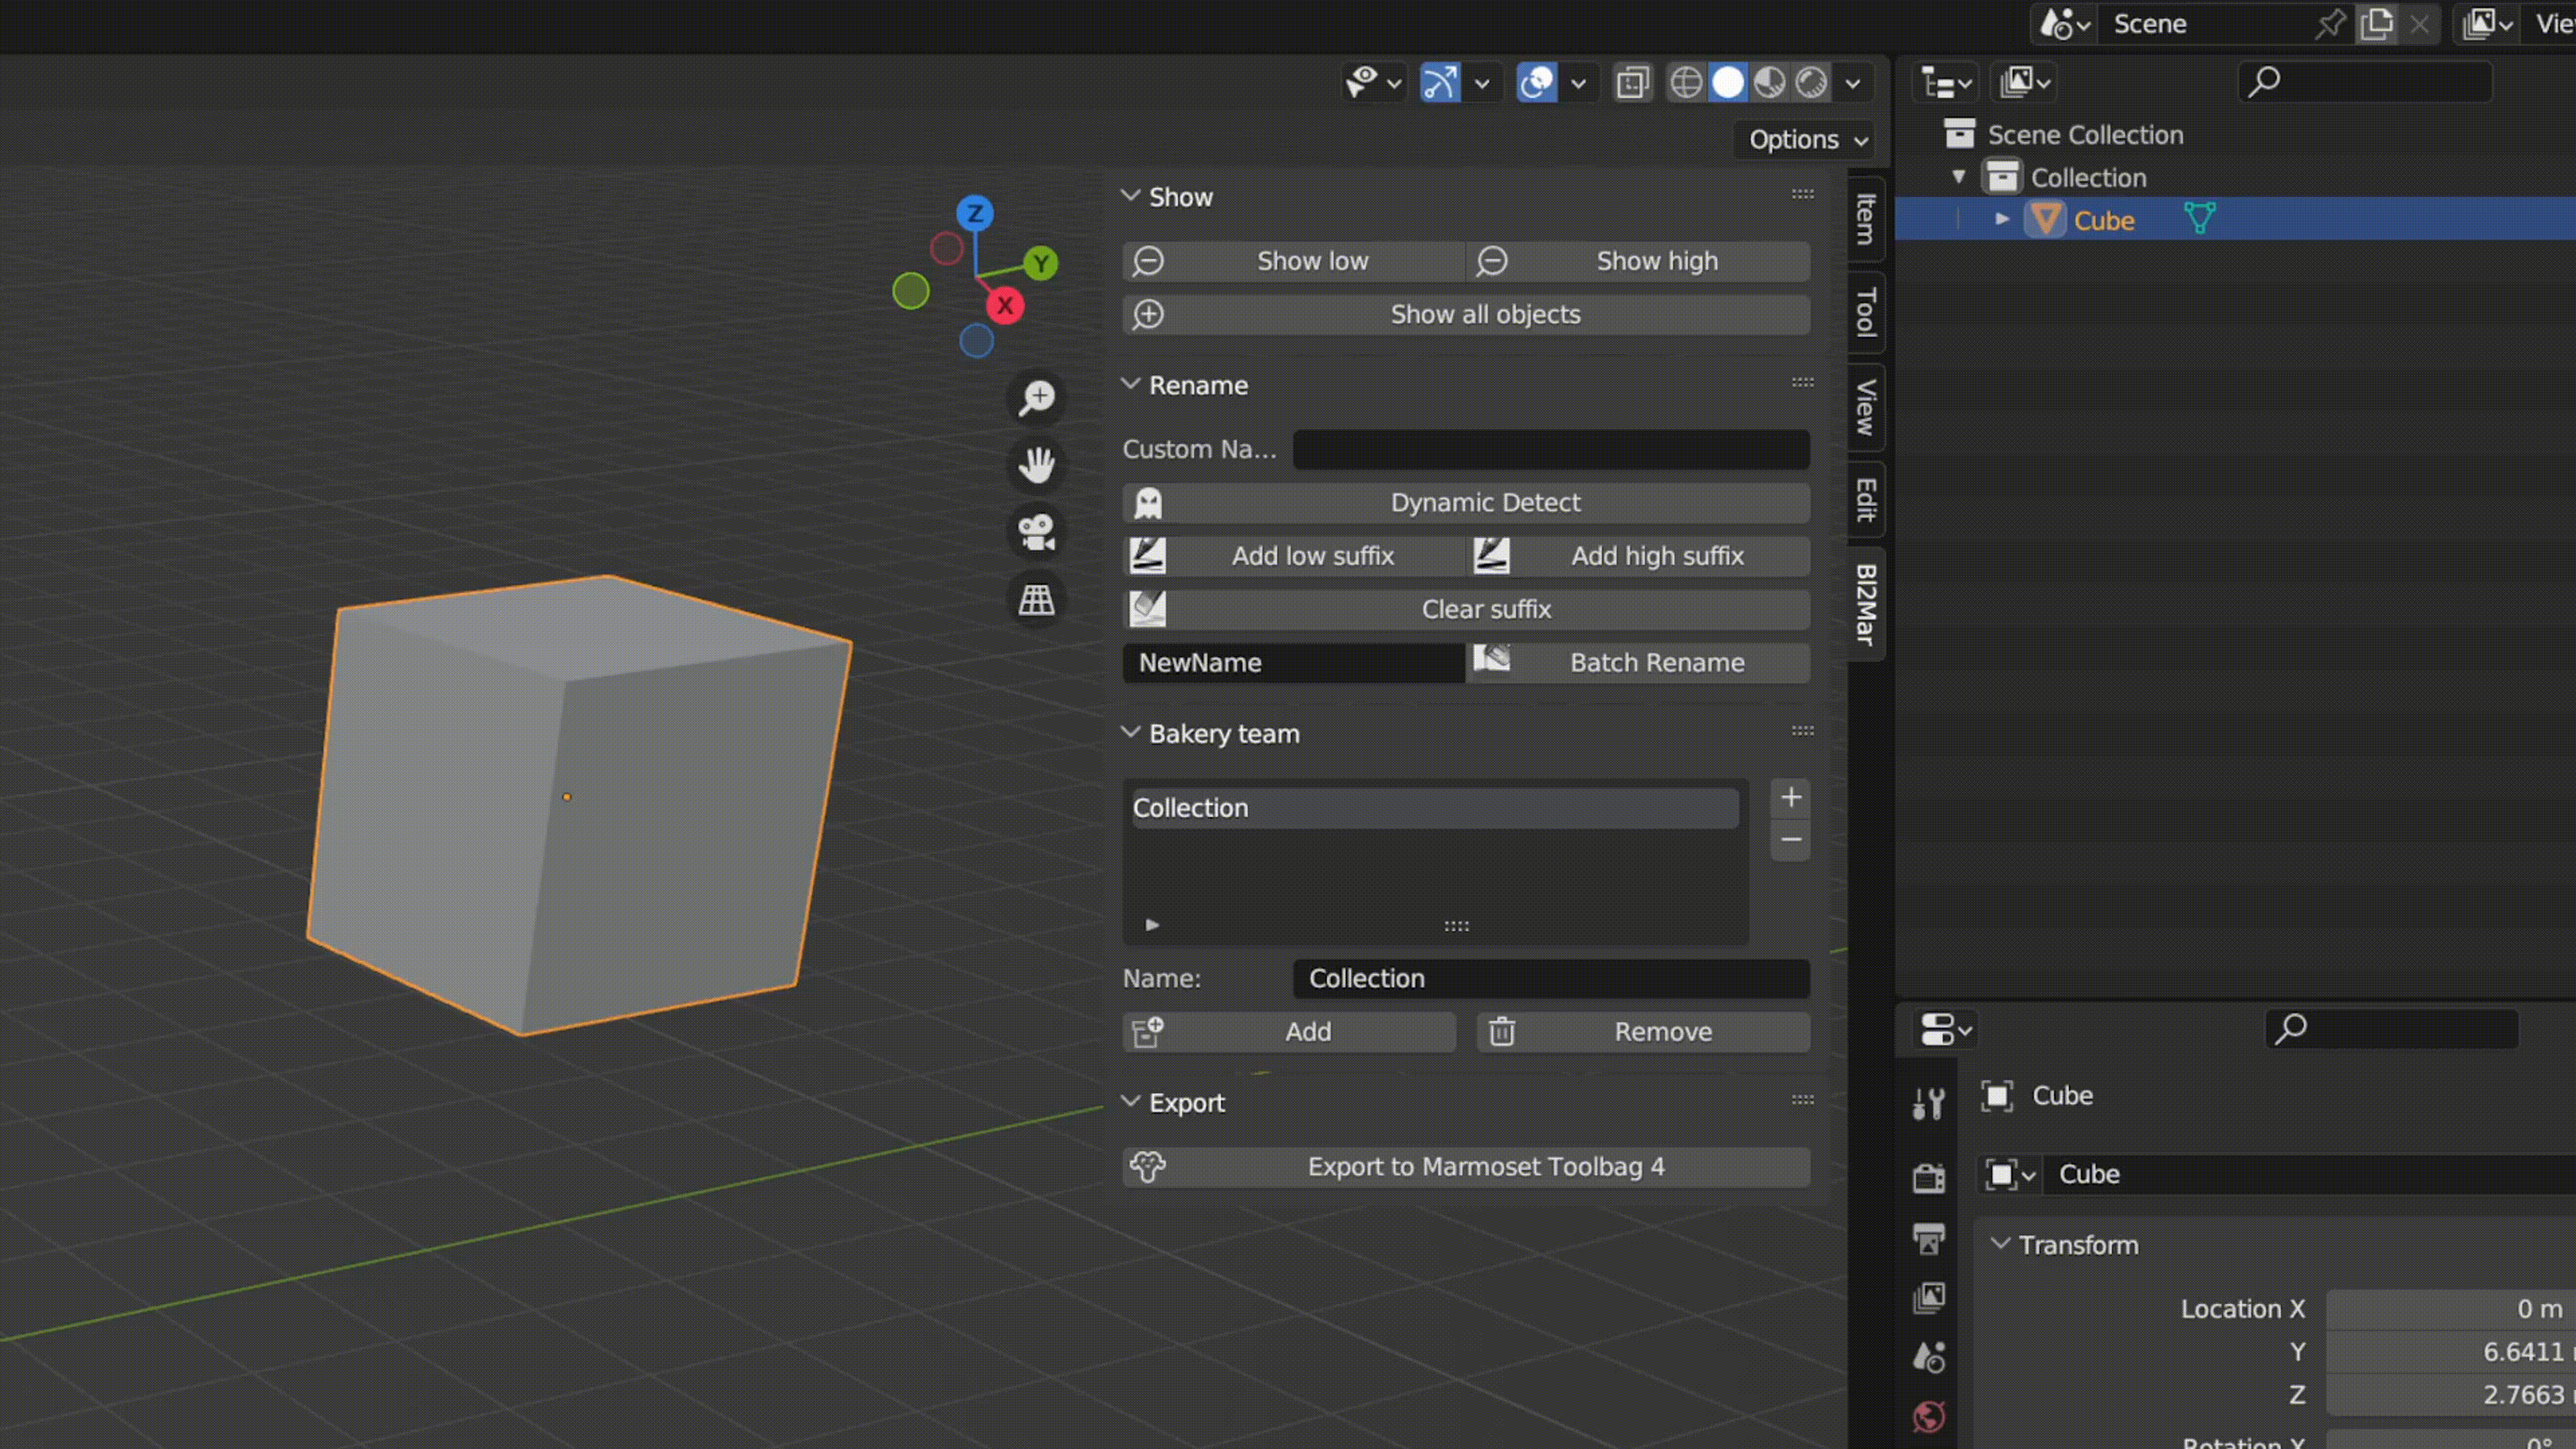 Scene
Vie
Options
Scene Collection
Collection
Cube
Z
Y
X
Show
Show low
Show high
Show all objects
Rename
Custom Na...
Dynamic Detect
Add low suffix
Add high suffix
Clear suffix
NewName
Batch Rename
Bakery team
Collection
Name:
Collection
Add
Remove
Export
Export to Marmoset Toolbag 4
Item
Tool
View
Edit
Bl2Mar
Cube
Cube
Transform
Location X
0 m
Y
6.6411
Z
2.7663
Rotation X
0°